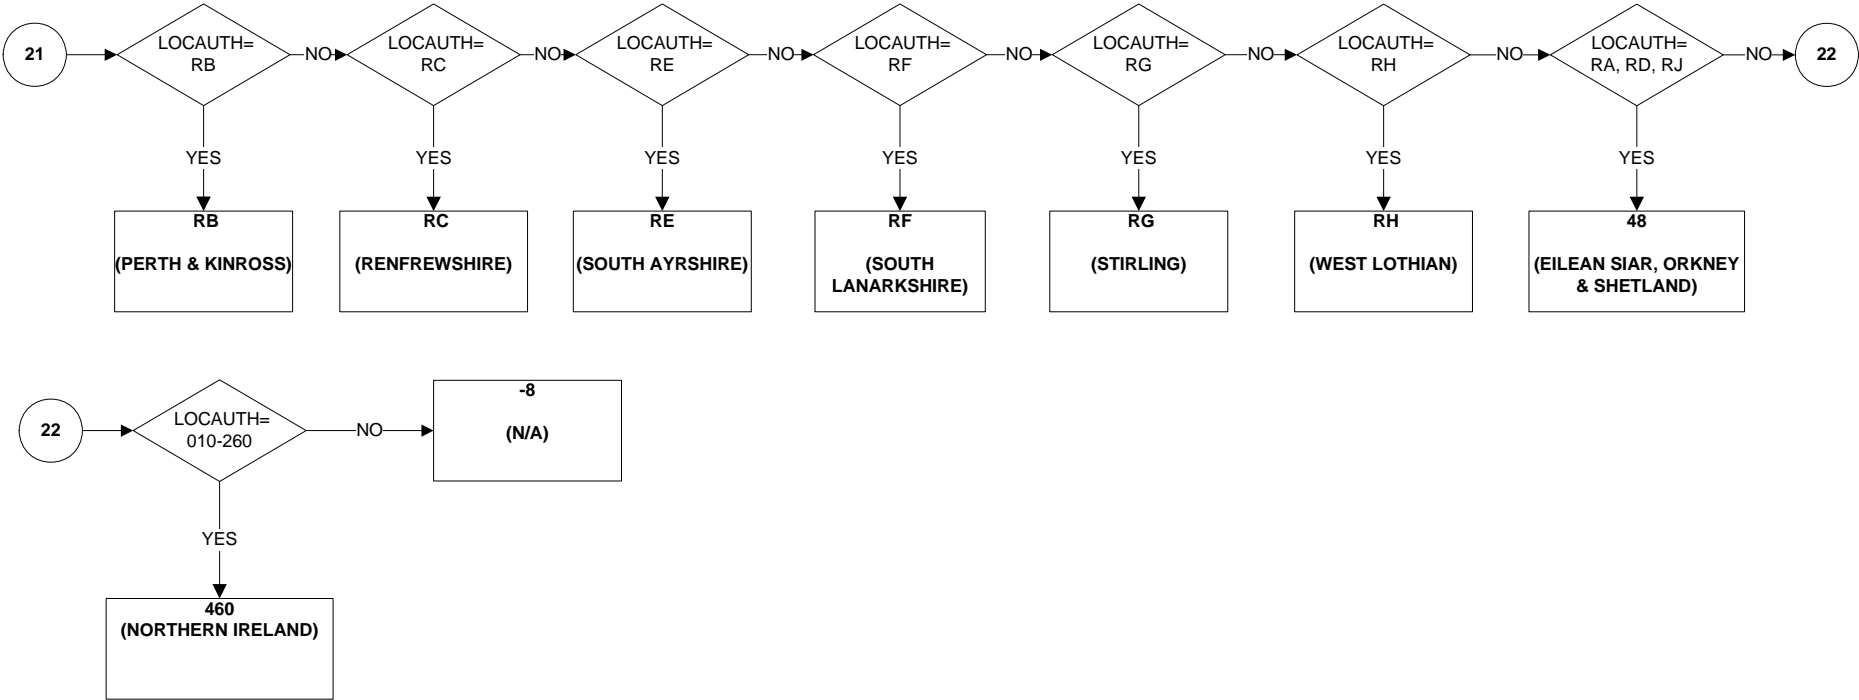 21
LOCAUTH=
RB
NO
LOCAUTH=
RC
NO
LOCAUTH=
RE
NO
LOCAUTH=
RF
NO
LOCAUTH=
RG
NO
LOCAUTH=
RH
NO
LOCAUTH=
RA, RD, RJ
NO
22
YES
YES
YES
YES
YES
YES
YES
RB
(PERTH & KINROSS)
RC
(RENFREWSHIRE)
RE
(SOUTH AYRSHIRE)
RF
(SOUTH
LANARKSHIRE)
RG
(STIRLING)
RH
(WEST LOTHIAN)
48
(EILEAN SIAR, ORKNEY
& SHETLAND)
22
LOCAUTH=
010-260
NO
-8
(N/A)
YES
460
(NORTHERN IRELAND)